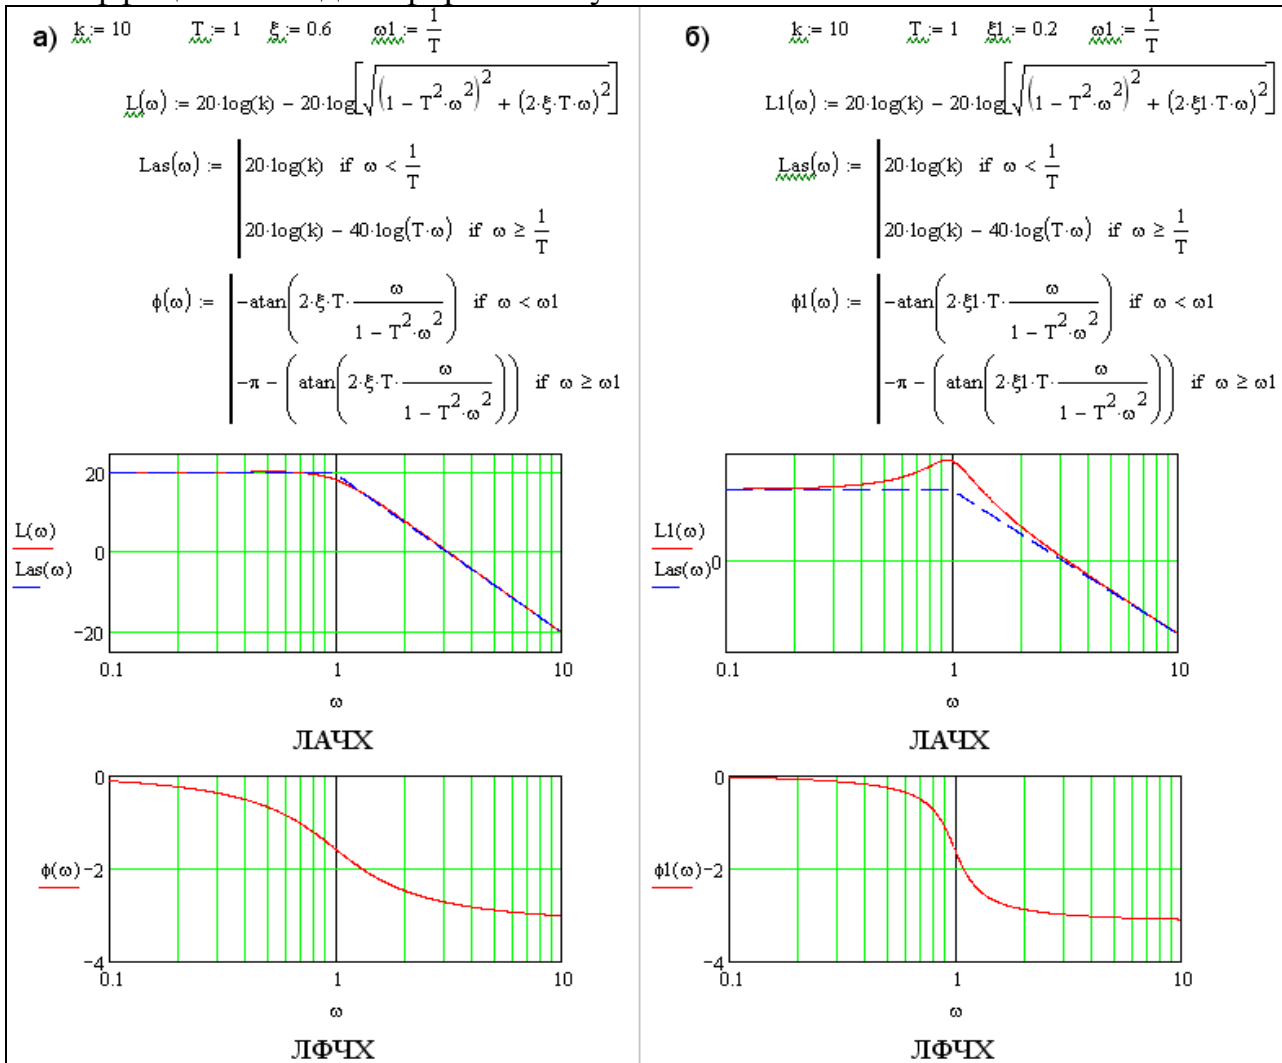 а) k := 10 T := 1 ξ := 0.6 ω1 := 1/T
L(ω) := 20·log(k) − 20·log[√((1 − T²·ω²)² + (2·ξ·T·ω)²)]
Las(ω) := 20·log(k) if ω < 1/T
20·log(k) − 40·log(T·ω) if ω ≥ 1/T
ϕ(ω) := −atan(2·ξ·T·ω/(1 − T²·ω²)) if ω < ω1
−π − (atan(2·ξ·T·ω/(1 − T²·ω²))) if ω ≥ ω1
20
L(ω)
0
Las(ω)
−20
0.1 1 10
ω
ЛАЧХ
0
ϕ(ω) −2
−4
0.1 1 10
ω
ЛФЧХ
б) k := 10 T := 1 ξ1 := 0.2 ω1 := 1/T
L1(ω) := 20·log(k) − 20·log[√((1 − T²·ω²)² + (2·ξ1·T·ω)²)]
Las(ω) := 20·log(k) if ω < 1/T
20·log(k) − 40·log(T·ω) if ω ≥ 1/T
ϕ1(ω) := −atan(2·ξ1·T·ω/(1 − T²·ω²)) if ω < ω1
−π − (atan(2·ξ1·T·ω/(1 − T²·ω²))) if ω ≥ ω1
L1(ω)
Las(ω) 0
0.1 1 10
ω
ЛАЧХ
0
ϕ1(ω) −2
−4
0.1 1 10
ω
ЛФЧХ